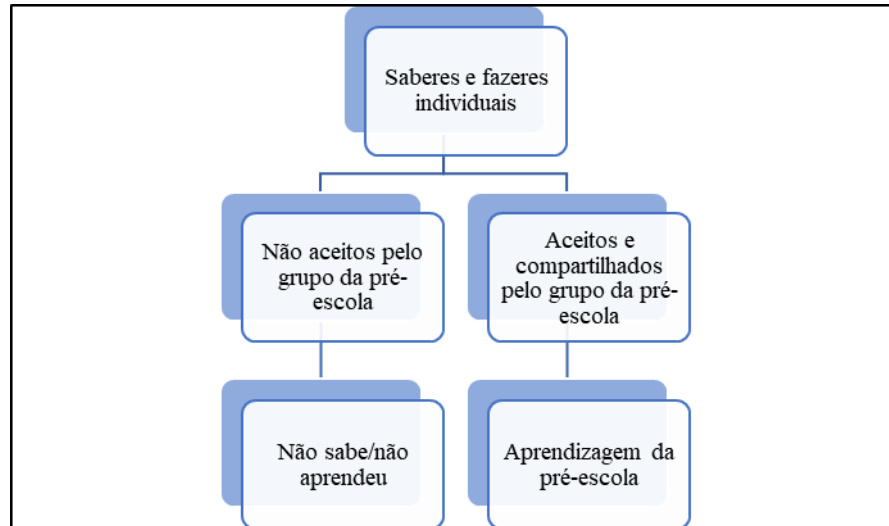 Saberes e fazeres
individuais
Não aceitos pelo
grupo da pré-
escola
Aceitos e
compartilhados
pelo grupo da pré-
escola
Não sabe/não
aprendeu
Aprendizagem da
pré-escola